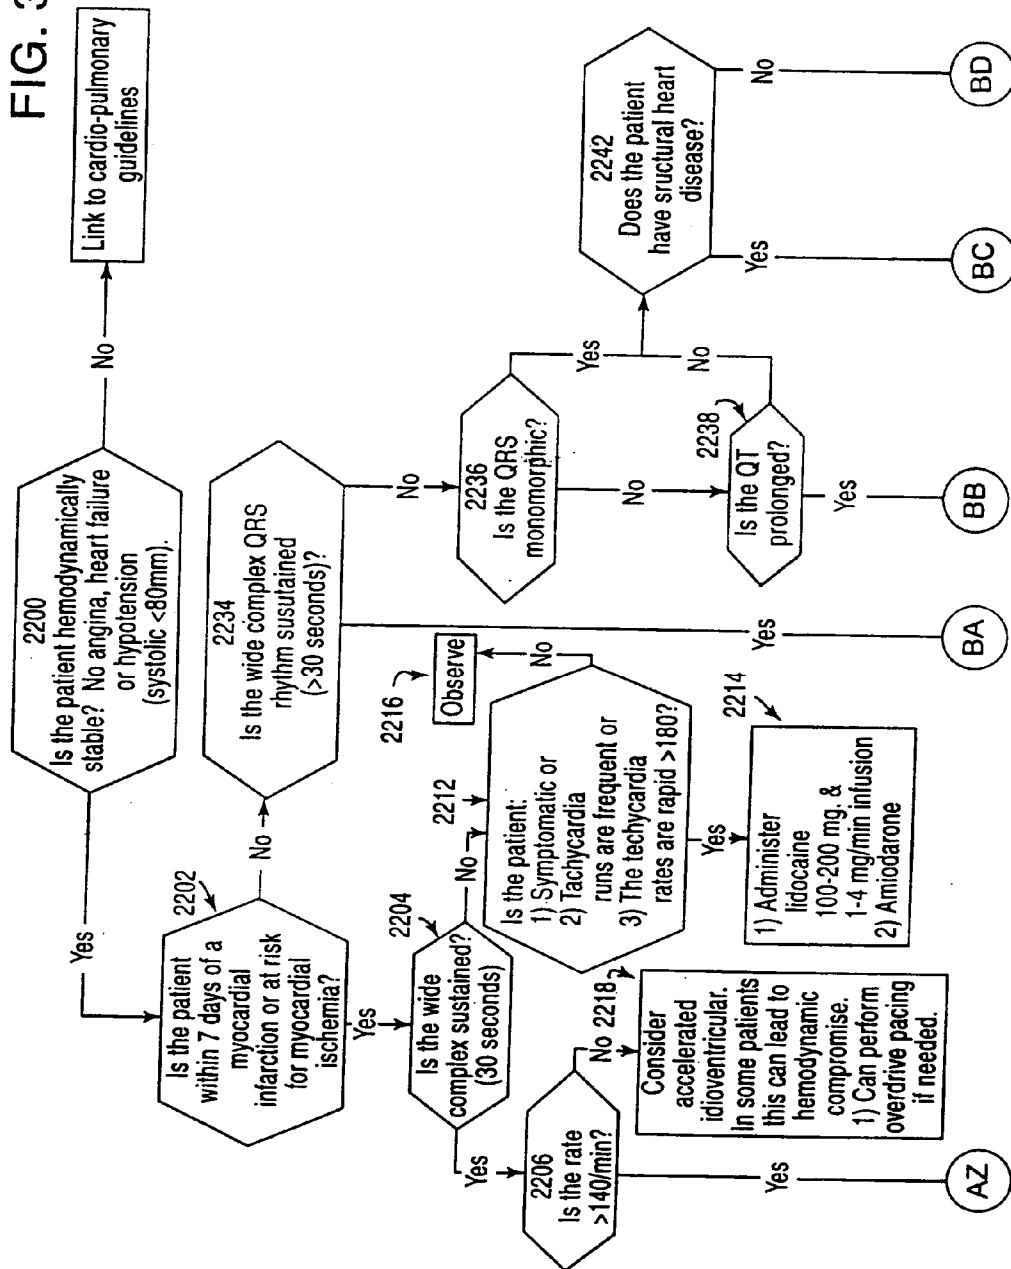 FIG. 3
2200
Is the patient hemodynamically
stable? No angina, heart failure
or hypotension
(systolic <80mm).
No
Link to cardio-pulmonary
guidelines
Yes
2202
Is the patient
within 7 days of a
myocardial
infarction or at risk
for myocardial
ischemia?
No
2234
Is the wide complex QRS
rhythm susutained
(>30 seconds)?
No
Yes
BA
2236
Is the QRS
monomorphic?
Yes
No
2238
Is the QT
prolonged?
No
Yes
BB
2242
Does the patient
have sructural heart
disease?
Yes
BC
No
BD
Yes
2204
Is the wide
complex sustained?
(30 seconds)
No
2212
Is the patient:
1) Symptomatic or
2) Tachycardia
runs are frequent or
3) The techycardia
rates are rapid >180?
No
2216
Observe
Yes
2214
1) Administer
lidocaine
100-200 mg. &
1-4 mg/min infusion
2) Amiodarone
Yes
2206
Is the rate
>140/min?
No
2218
Consider
accelerated
idioventricular.
In some patients
this can lead to
hemodynamic
compromise.
1) Can perform
overdrive pacing
if needed.
Yes
AZ